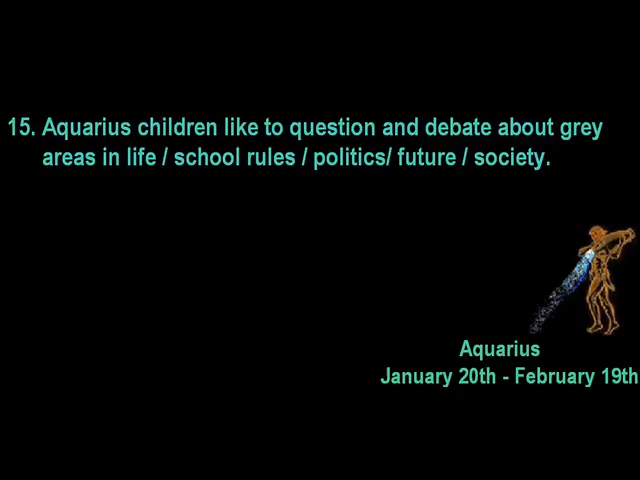 15. Aquarius children like to question and debate about grey
areas in life / school rules / politics/ future / society.
Aquarius
January 20th - February 19th